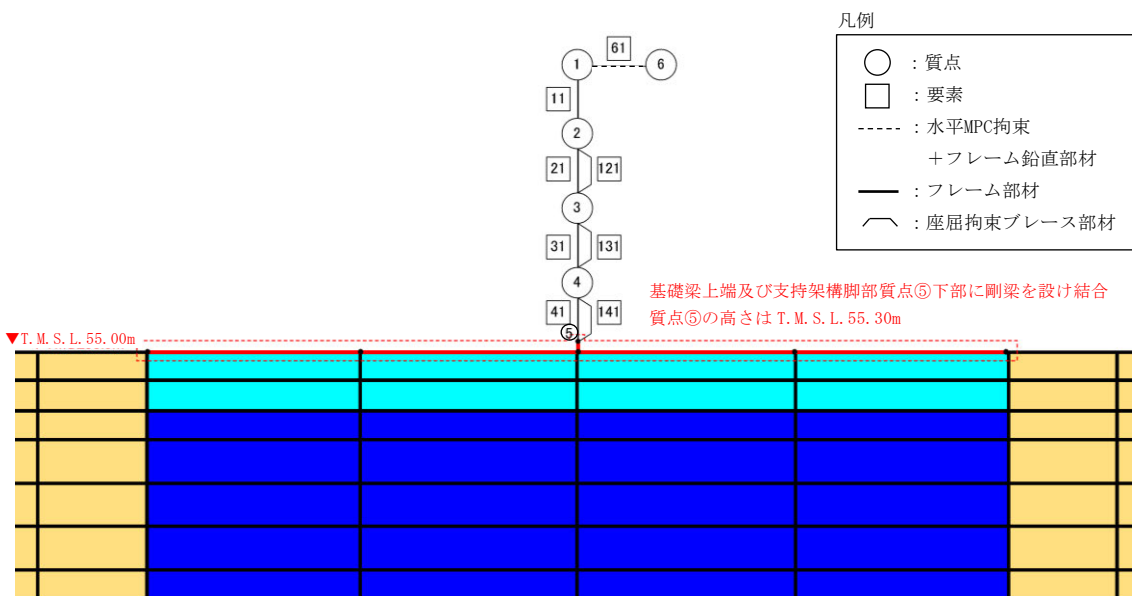 凡例
○ : 質点
□ : 要素
----- : 水平MPC拘束
＋フレーム鉛直部材
: フレーム部材
: 座屈拘束ブレース部材
61
1
6
11
2
21
121
3
31
131
4
41
141
⑤
基礎梁上端及び支持架構脚部質点⑤下部に剛梁を設け結合
質点⑤の高さは T.M.S.L.55.30m
▼T.M.S.L.55.00m